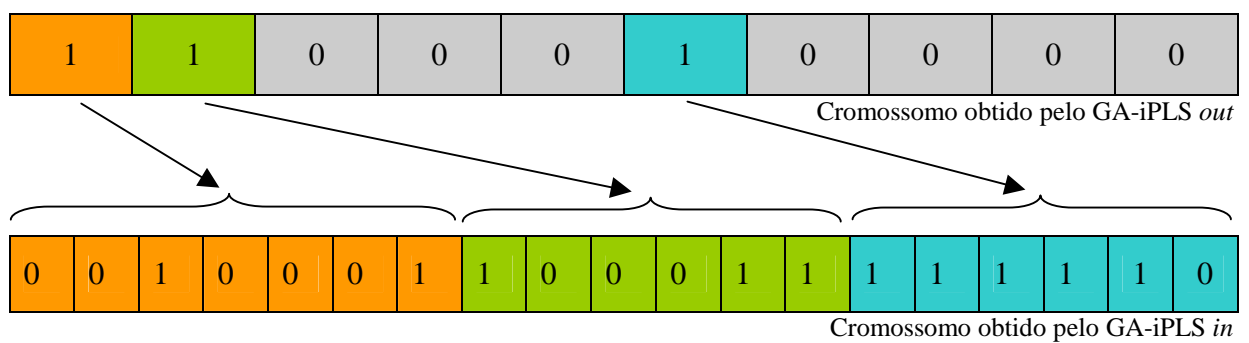 1 1 0 0 0 1 0 0 0 0
Cromossomo obtido pelo GA-iPLS out
0 0 1 0 0 0 1 1 0 0 0 1 1 1 1 1 1 1 0
Cromossomo obtido pelo GA-iPLS in